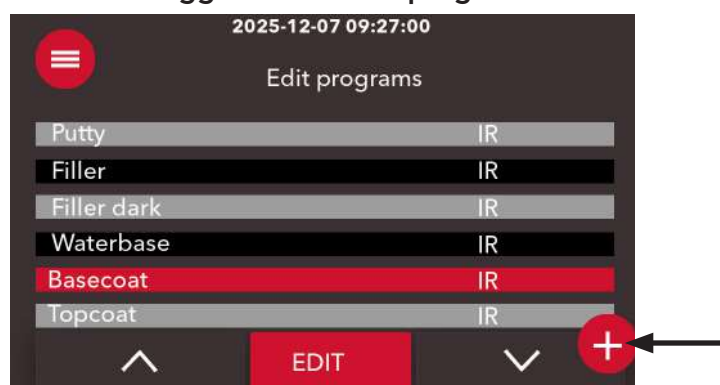 2025-12-07 09:27:00
Edit programs
Putty IR
Filler IR
Filler dark IR
Waterbase IR
Basecoat IR
Topcoat IR
EDIT